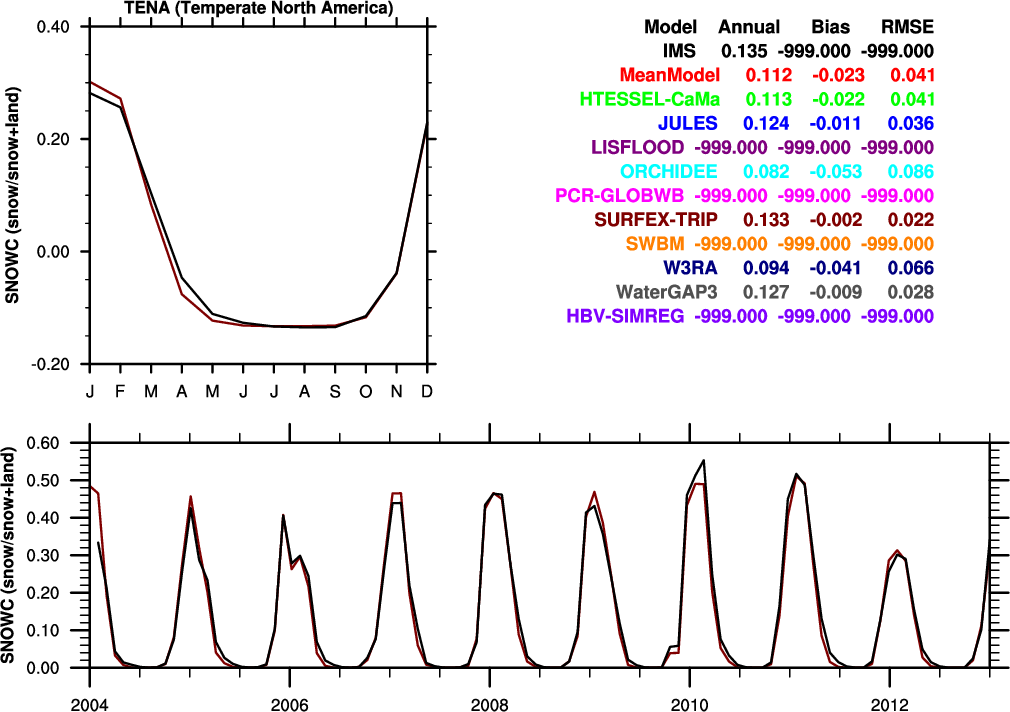 TENA (Temperate North America)
0.40
0.20
0.00
-0.20
SNOWC (snow/snow+land)
J F M A M J J A S O N D
Model Annual Bias RMSE
IMS 0.135 -999.000 -999.000
MeanModel 0.112 -0.023 0.041
HTESSEL-CaMa 0.113 -0.022 0.041
JULES 0.124 -0.011 0.036
LISFLOOD -999.000 -999.000 -999.000
ORCHIDEE 0.082 -0.053 0.086
PCR-GLOBWB -999.000 -999.000 -999.000
SURFEX-TRIP 0.133 -0.002 0.022
SWBM -999.000 -999.000 -999.000
W3RA 0.094 -0.041 0.066
WaterGAP3 0.127 -0.009 0.028
HBV-SIMREG -999.000 -999.000 -999.000
0.60
0.50
0.40
0.30
0.20
0.10
0.00
SNOWC (snow/snow+land)
2004 2006 2008 2010 2012